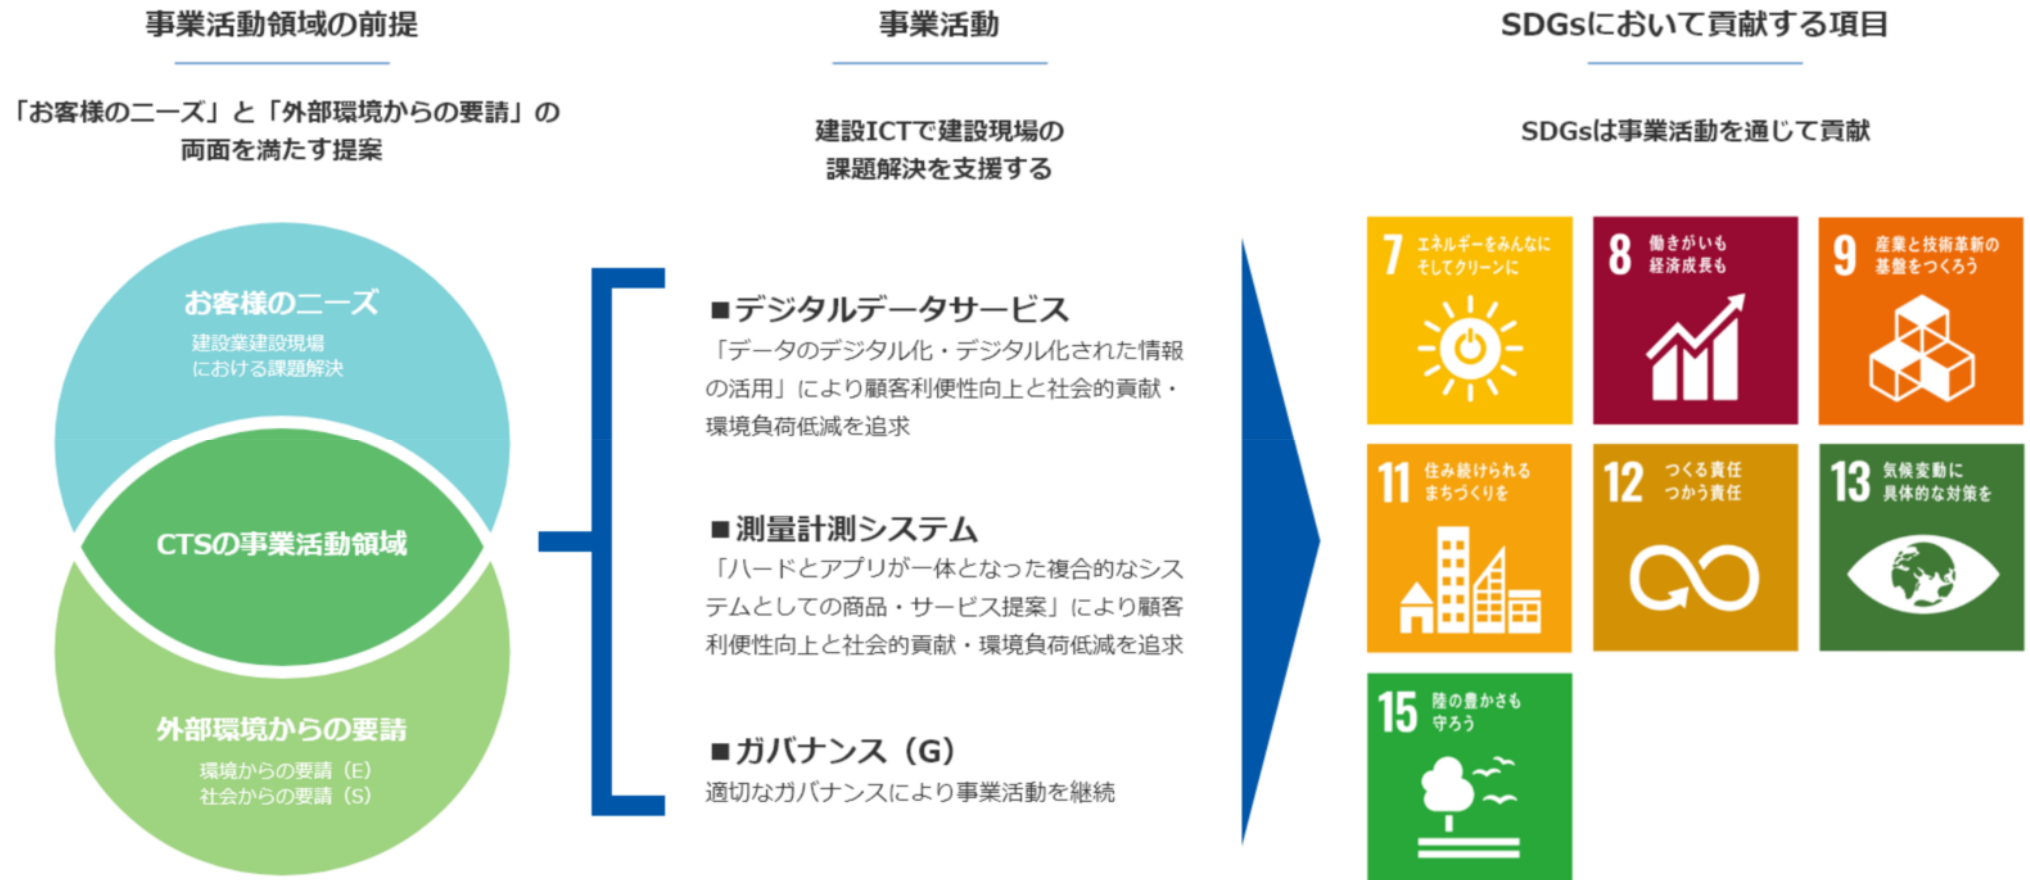 事業活動領域の前提
「お客様のニーズ」と「外部環境からの要請」の
両面を満たす提案
お客様のニーズ
建設業建設現場
における課題解決
CTSの事業活動領域
外部環境からの要請
環境からの要請（E）
社会からの要請（S）
事業活動
建設ICTで建設現場の
課題解決を支援する
■デジタルデータサービス
「データのデジタル化・デジタル化された情報
の活用」により顧客利便性向上と社会的貢献・
環境負荷低減を追求
■測量計測システム
「ハードとアプリが一体となった複合的なシス
テムとしての商品・サービス提案」により顧客
利便性向上と社会的貢献・環境負荷低減を追求
■ガバナンス（G）
適切なガバナンスにより事業活動を継続
SDGsにおいて貢献する項目
SDGsは事業活動を通じて貢献
7 エネルギーをみんなに
そしてクリーンに
8 働きがいも
経済成長も
9 産業と技術革新の
基盤をつくろう
11 住み続けられる
まちづくりを
12 つくる責任
つかう責任
13 気候変動に
具体的な対策を
15 陸の豊かさも
守ろう